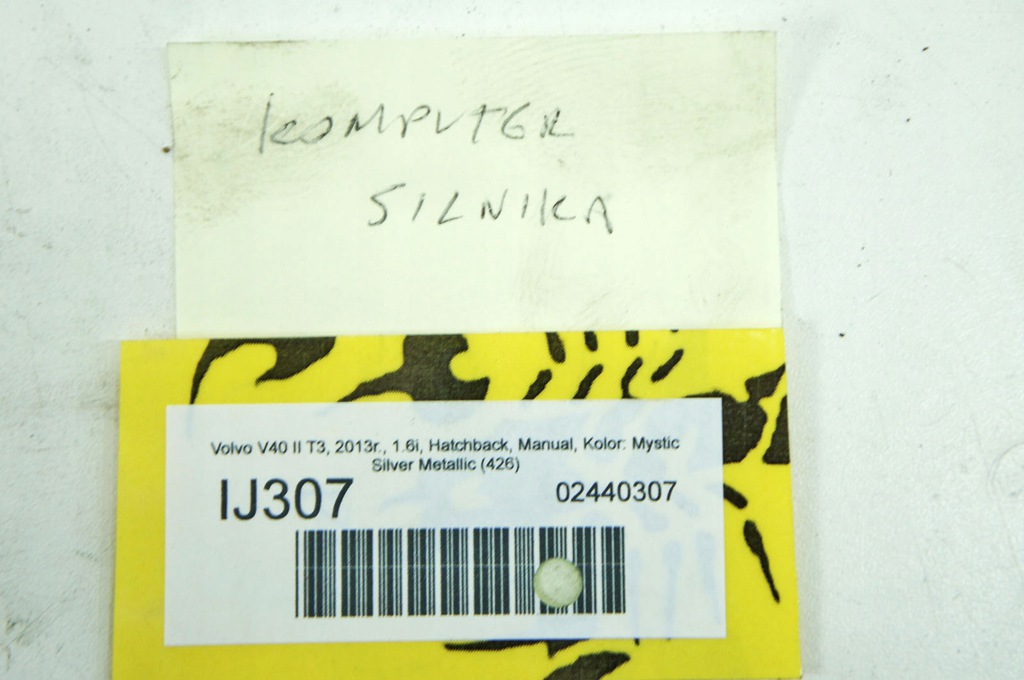 KOMPUTER
SILNIKA
Volvo V40 II T3, 2013r., 1.6i, Hatchback, Manual, Kolor: Mystic
Silver Metallic (426)
IJ307 02440307